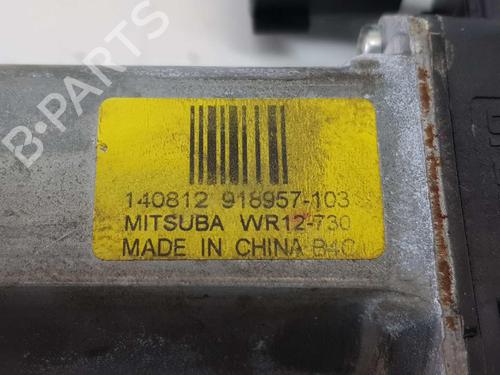 B-PARTS
140812 918957-103
MITSUBA WR12-730
MADE IN CHINA B4C